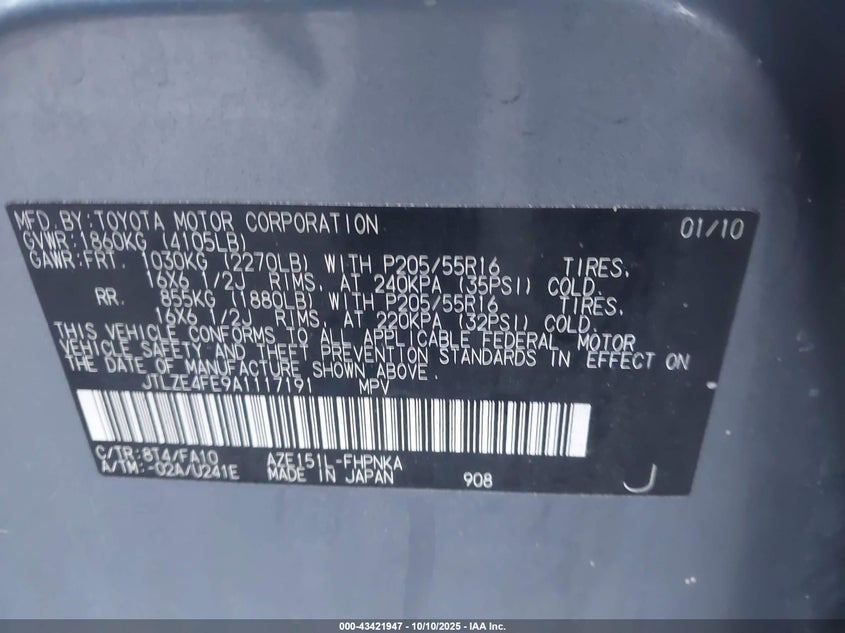 MFD.BY:TOYOTA MOTOR CORPORATION 01/10
GVWR:1860KG (4105LB)
GAWR:FRT. 1030KG (2270LB) WITH P205/55R16 TIRES,
16X6 1/2J RIMS, AT 240KPA (35PSI) COLD.
RR. 855KG (1880LB) WITH P205/55R16 TIRES,
16X6 1/2J RIMS, AT 220KPA (32PSI) COLD.
THIS VEHICLE CONFORMS TO ALL APPLICABLE FEDERAL MOTOR
VEHICLE SAFETY AND THEFT PREVENTION STANDARDS IN EFFECT ON
THE DATE OF MANUFACTURE SHOWN ABOVE.
JTLZE4FE9A1117191 MPV
C/TR:8T4/FA10 AZE151L-FHPNKA
A/TM:-02A/U241E MADE IN JAPAN 908
J
000-43421947 - 10/10/2025 - IAA Inc.